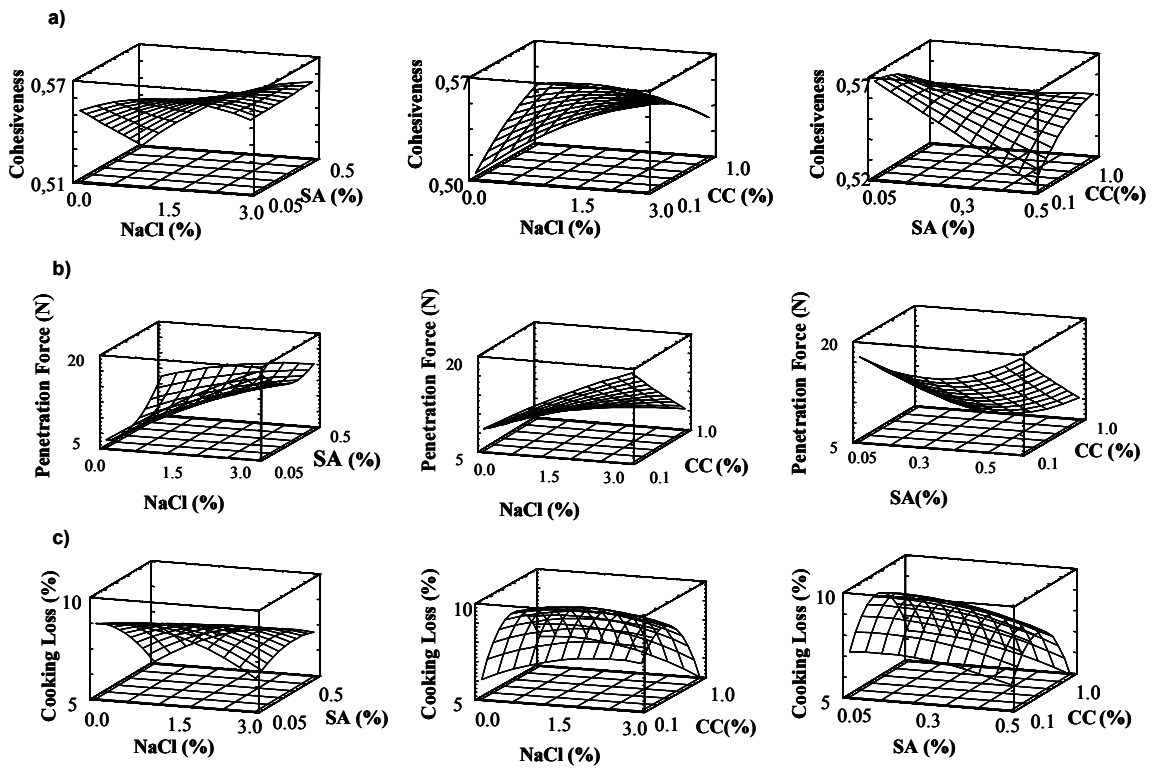 a)
Cohesiveness
0,57
0,51
0.0
1.5
3.0
NaCl (%)
0.05
0.5
SA (%)
Cohesiveness
0,57
0,50
0.0
1.5
3.0
NaCl (%)
0.1
1.0
CC (%)
Cohesiveness
0,57
0,52
0.05
0,3
0.5
SA (%)
0.1
1.0
CC(%)
b)
Penetration Force (N)
20
5
0.0
1.5
3.0
NaCl (%)
0.05
0.5
SA (%)
Penetration Force (N)
20
5
0.0
1.5
3.0
NaCl (%)
0.1
1.0
CC (%)
Penetration Force (N)
20
5
0.05
0.3
0.5
SA(%)
0.1
1.0
CC (%)
c)
Cooking Loss (%)
10
5
0.0
1.5
3.0
NaCl (%)
0.05
0.5
SA (%)
Cooking Loss (%)
10
5
0.0
1.5
3.0
NaCl (%)
0.1
1.0
CC(%)
Cooking Loss (%)
10
5
0.05
0.3
0.5
SA (%)
0.1
1.0
CC (%)